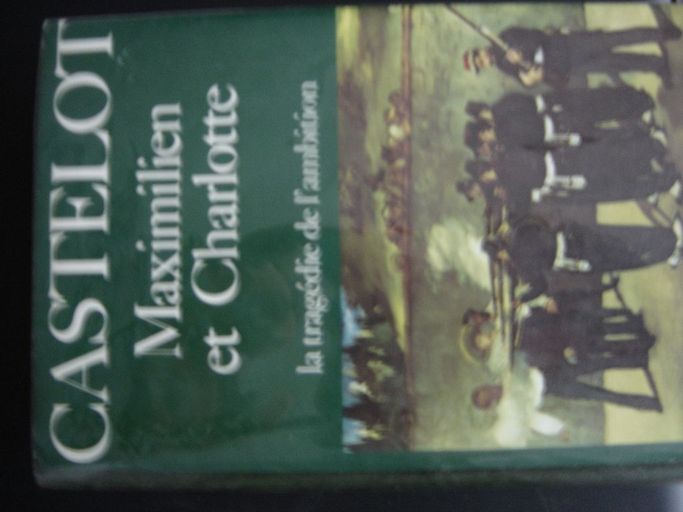 CASTELOT
Maximilien
et Charlotte
la tragédie de l'ambition